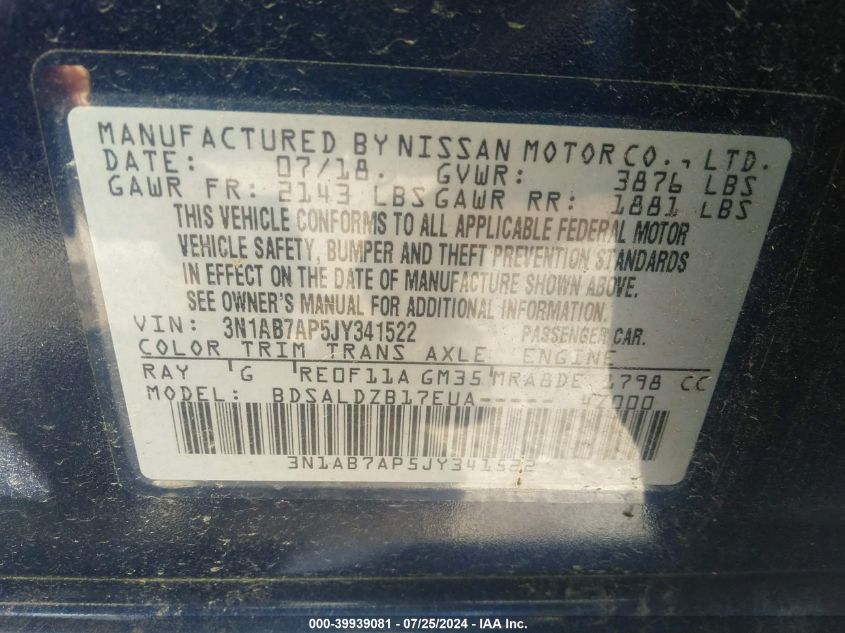 MANUFACTURED BY NISSAN MOTOR CO., LTD.
DATE: 07/18. GVWR: 3876 LBS
GAWR FR: 2143 LBS GAWR RR: 1881 LBS
THIS VEHICLE CONFORMS TO ALL APPLICABLE FEDERAL MOTOR
VEHICLE SAFETY, BUMPER AND THEFT PREVENTION STANDARDS
IN EFFECT ON THE DATE OF MANUFACTURE SHOWN ABOVE.
SEE OWNER'S MANUAL FOR ADDITIONAL INFORMATION.
VIN: 3N1AB7AP5JY341522 PASSENGER CAR.
COLOR TRIM TRANS AXLE ENGINE
RAY G RE0F11A GM35 MRA8DE 1798 CC
MODEL: BDSALDZB17EUA----- 47000
3N1AB7AP5JY341522
000-39939081 - 07/25/2024 - IAA Inc.